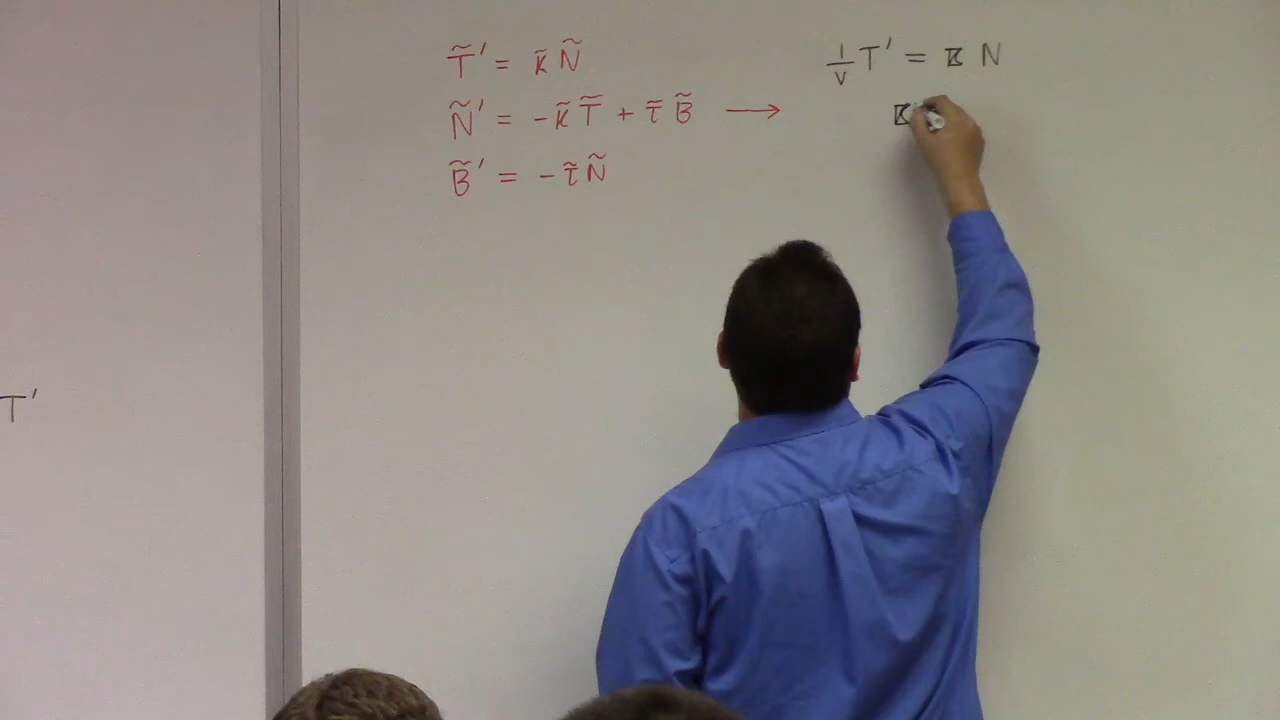 T̃' = κ̃ Ñ
Ñ' = -κ̃ T̃ + τ̃ B̃ →
B̃' = -τ̃ Ñ
1/v T' = κ N
κ
T'